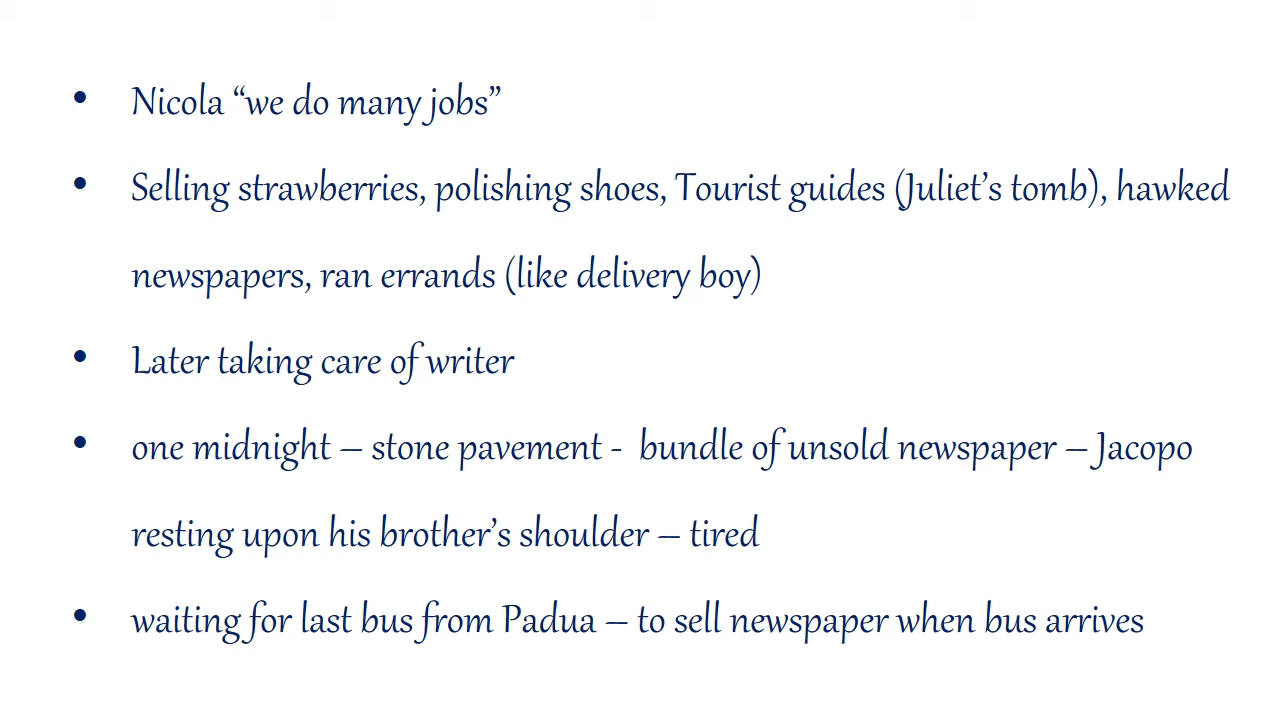 • Nicola “we do many jobs”
• Selling strawberries, polishing shoes, Tourist guides (Juliet’s tomb), hawked
newspapers, ran errands (like delivery boy)
• Later taking care of writer
• one midnight – stone pavement -  bundle of unsold newspaper – Jacopo
resting upon his brother’s shoulder – tired
• waiting for last bus from Padua – to sell newspaper when bus arrives